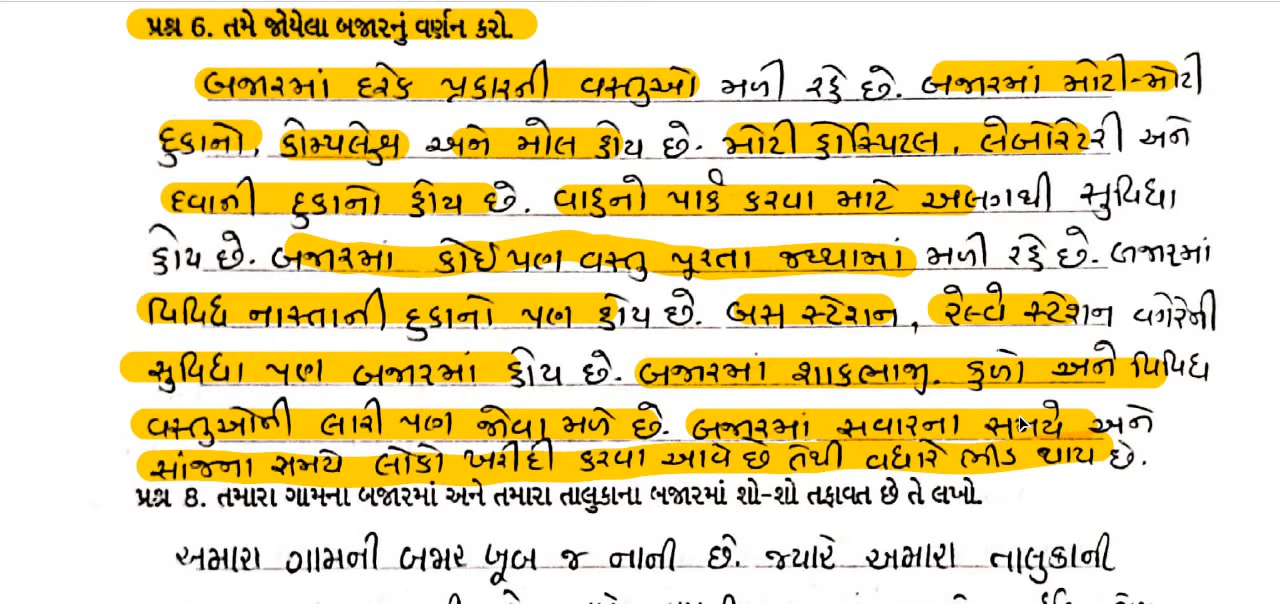 પ્રશ્ન 6. તમે જોયેલા બજારનું વર્ણન કરો.
બજારમાં દરેક પ્રકારની વસ્તુઓ મળી રહે છે. બજારમાં મોટી-મોટી
દુકાનો, કોમ્પલેક્ષ અને મોલ હોય છે. મોટી હોસ્પિટલ, લેબોરેટરી અને
દવાની દુકાનો હોય છે. વાહનો પાર્ક કરવા માટે અલગથી સુવિધા
હોય છે. બજારમાં કોઈપણ વસ્તુ પૂરતા જથ્થામાં મળી રહે છે. બજારમાં
વિવિધ નાસ્તાની દુકાનો પણ હોય છે. બસ સ્ટેશન, રેલ્વે સ્ટેશન વગેરેની
સુવિધા પણ બજારમાં હોય છે. બજારમાં શાકભાજી, ફળો અને વિવિધ
વસ્તુઓની લારી પણ જોવા મળે છે. બજારમાં સવારના સમયે અને
સાંજના સમયે લોકો ખરીદી કરવા આવે છે તેથી વધારે ભીડ થાય છે.
પ્રશ્ન 8. તમારા ગામના બજારમાં અને તમારા તાલુકાના બજારમાં શો-શો તફાવત છે તે લખો.
અમારા ગામની બજાર ખૂબ જ નાની છે. જ્યારે અમારા તાલુકાની